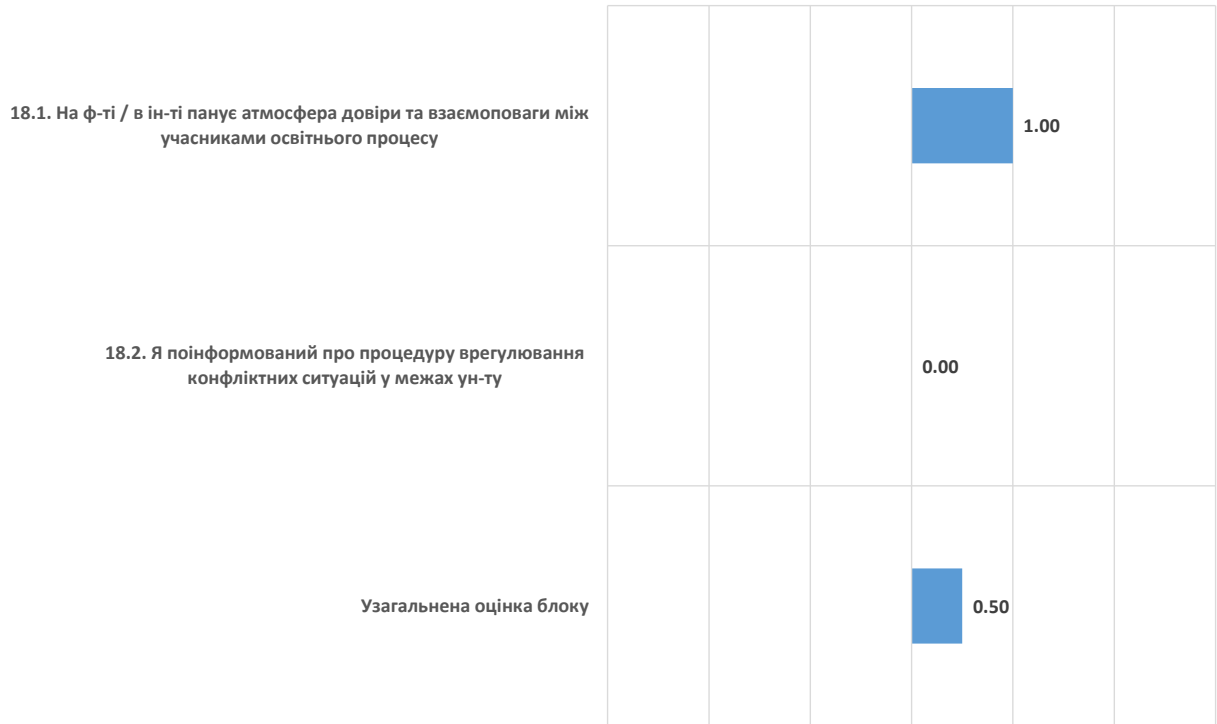 18.1. На ф-ті / в ін-ті панує атмосфера довіри та взаємоповаги між
учасниками освітнього процесу
1.00
18.2. Я поінформований про процедуру врегулювання
конфліктних ситуацій у межах ун-ту
0.00
Узагальнена оцінка блоку
0.50